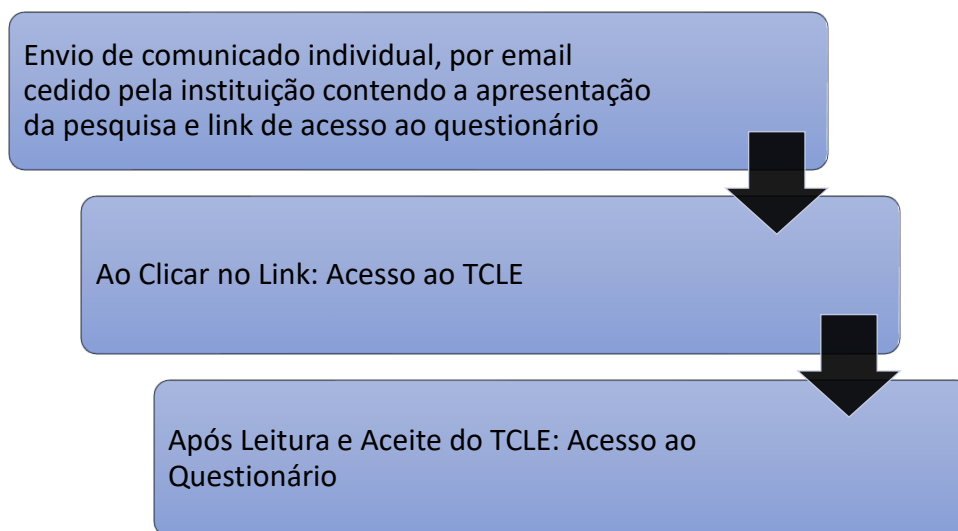 Envio de comunicado individual, por email
cedido pela instituição contendo a apresentação
da pesquisa e link de acesso ao questionário
Ao Clicar no Link: Acesso ao TCLE
Após Leitura e Aceite do TCLE: Acesso ao
Questionário